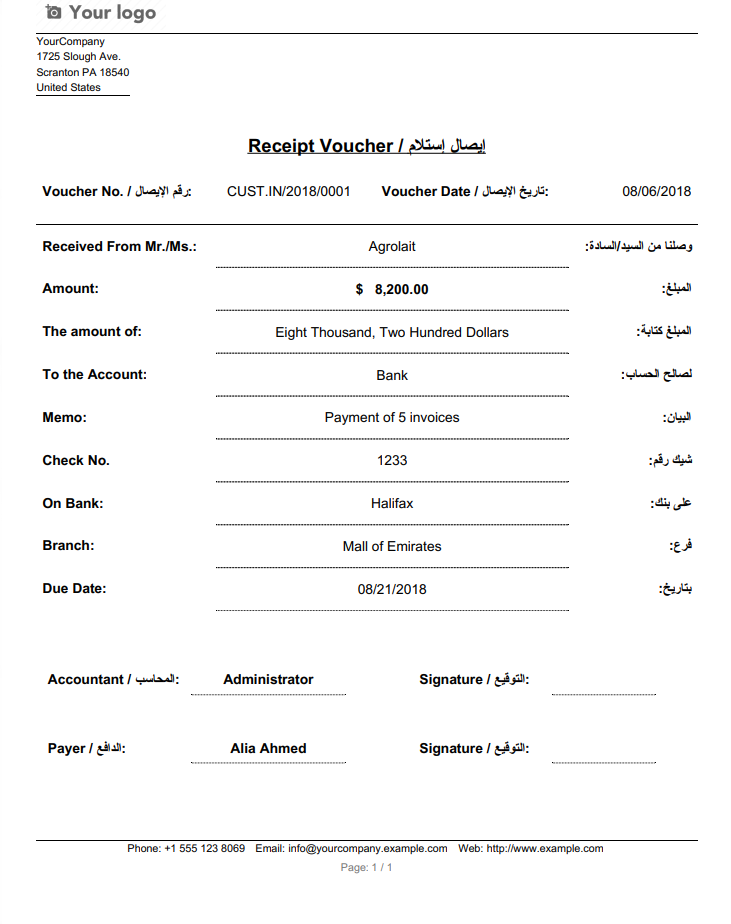 Your logo
YourCompany
1725 Slough Ave.
Scranton PA 18540
United States
Receipt Voucher / إيصال إستلام
Voucher No. / رقم الإيصال: CUST.IN/2018/0001 Voucher Date / تاريخ الإيصال: 08/06/2018
Received From Mr./Ms.: Agrolait وصلنا من السيد/السادة:
Amount: $ 8,200.00 المبلغ:
The amount of: Eight Thousand, Two Hundred Dollars المبلغ كتابة:
To the Account: Bank لصالح الحساب:
Memo: Payment of 5 invoices البيان:
Check No. 1233 شيك رقم:
On Bank: Halifax على بنك:
Branch: Mall of Emirates فرع:
Due Date: 08/21/2018 بتاريخ:
Accountant / المحاسب: Administrator Signature / التوقيع:
Payer / الدافع: Alia Ahmed Signature / التوقيع:
Phone: +1 555 123 8069 Email: info@yourcompany.example.com Web: http://www.example.com
Page: 1 / 1